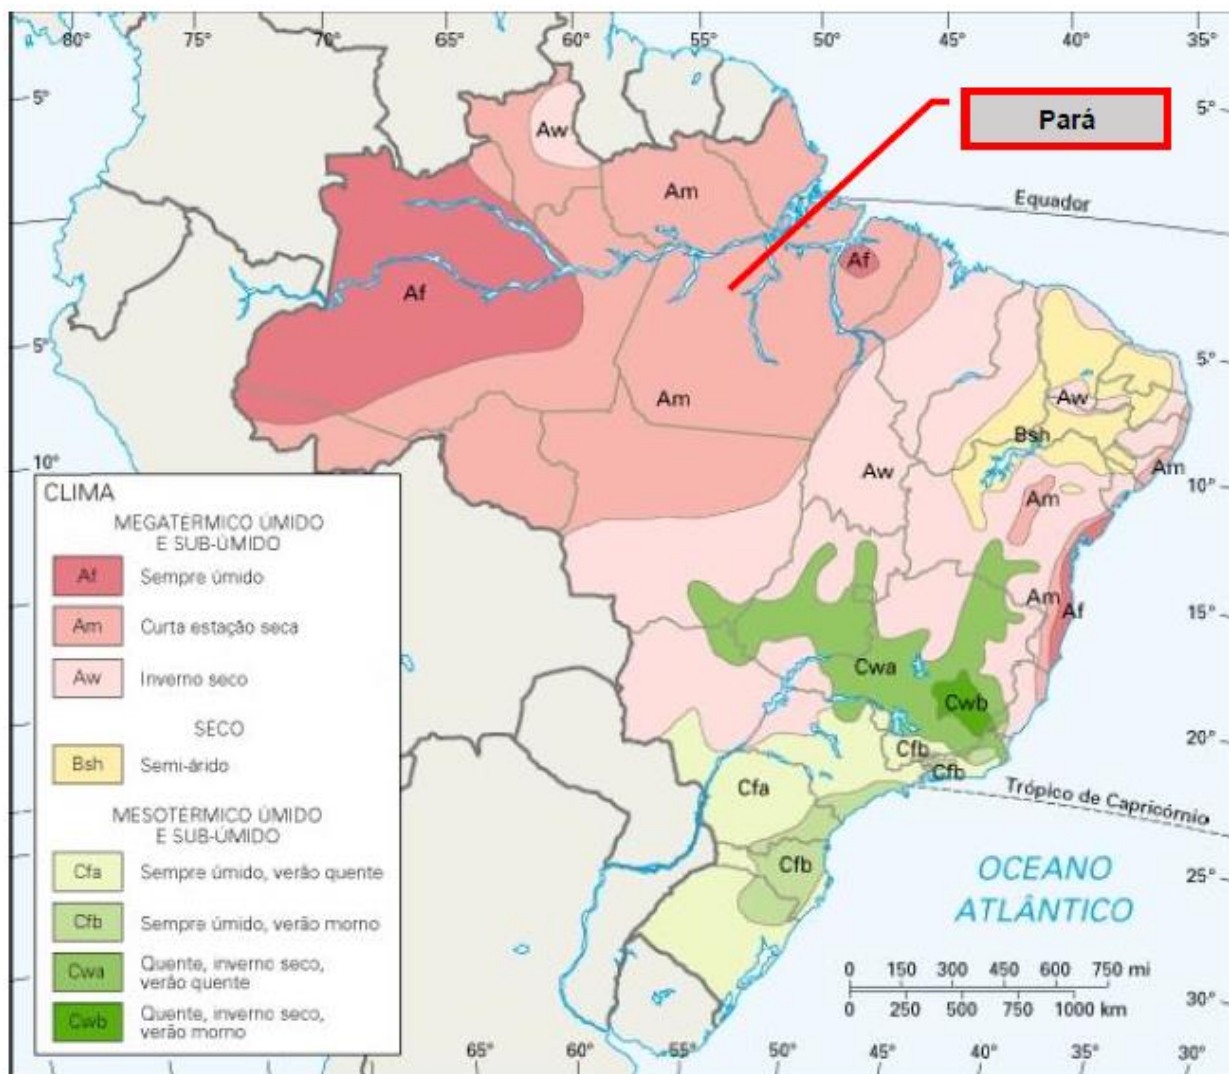 80° 75° 70° 65° 60° 55° 50° 45° 40° 35°
5° 5°
Pará
Aw
Am
Equador
Af
Af
5° 5°
Am
Aw
Bsh
Aw
Am
10° 10°
Am
Am
Af
15°
Cwa
Cwb
20°
Cfb
Cfb
Cfa
Trópico de Capricórnio
Cfb
25°
OCEANO
ATLÂNTICO
0 150 300 450 600 750 mi
0 250 500 750 1000 km
30°
65° 60° 55° 50° 45° 40° 35° 30°
CLIMA
MEGATÉRMICO ÚMIDO
E SUB-ÚMIDO
Af Sempre úmido
Am Curta estação seca
Aw Inverno seco
SECO
Bsh Semi-árido
MESOTÉRMICO ÚMIDO
E SUB-ÚMIDO
Cfa Sempre úmido, verão quente
Cfb Sempre úmido, verão morno
Cwa Quente, inverno seco,
verão quente
Cwb Quente, inverno seco,
verão morno